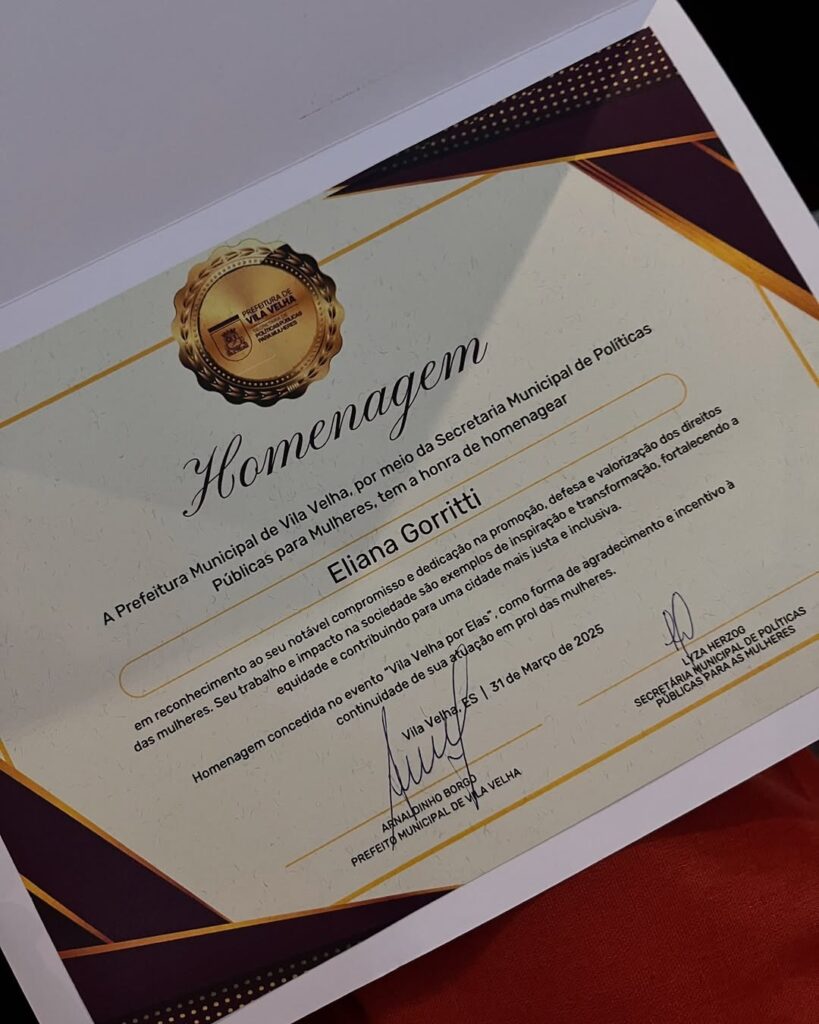 PREFEITURA DE
VILA VELHA
SECRETARIA DE
POLÍTICAS PÚBLICAS
PARA MULHERES
Homenagem
A Prefeitura Municipal de Vila Velha, por meio da Secretaria Municipal de Políticas
Públicas para Mulheres, tem a honra de homenagear
Eliana Gorritti
em reconhecimento ao seu notável compromisso e dedicação na promoção, defesa e valorização dos direitos
das mulheres. Seu trabalho e impacto na sociedade são exemplos de inspiração e transformação, fortalecendo a
equidade e contribuindo para uma cidade mais justa e inclusiva.
Homenagem concedida no evento "Vila Velha por Elas", como forma de agradecimento e incentivo à
continuidade de sua atuação em prol das mulheres.
Vila Velha, ES | 31 de Março de 2025
ARNALDINHO BORGO
PREFEITO MUNICIPAL DE VILA VELHA
LYZA HERZOG
SECRETÁRIA MUNICIPAL DE POLÍTICAS
PÚBLICAS PARA AS MULHERES